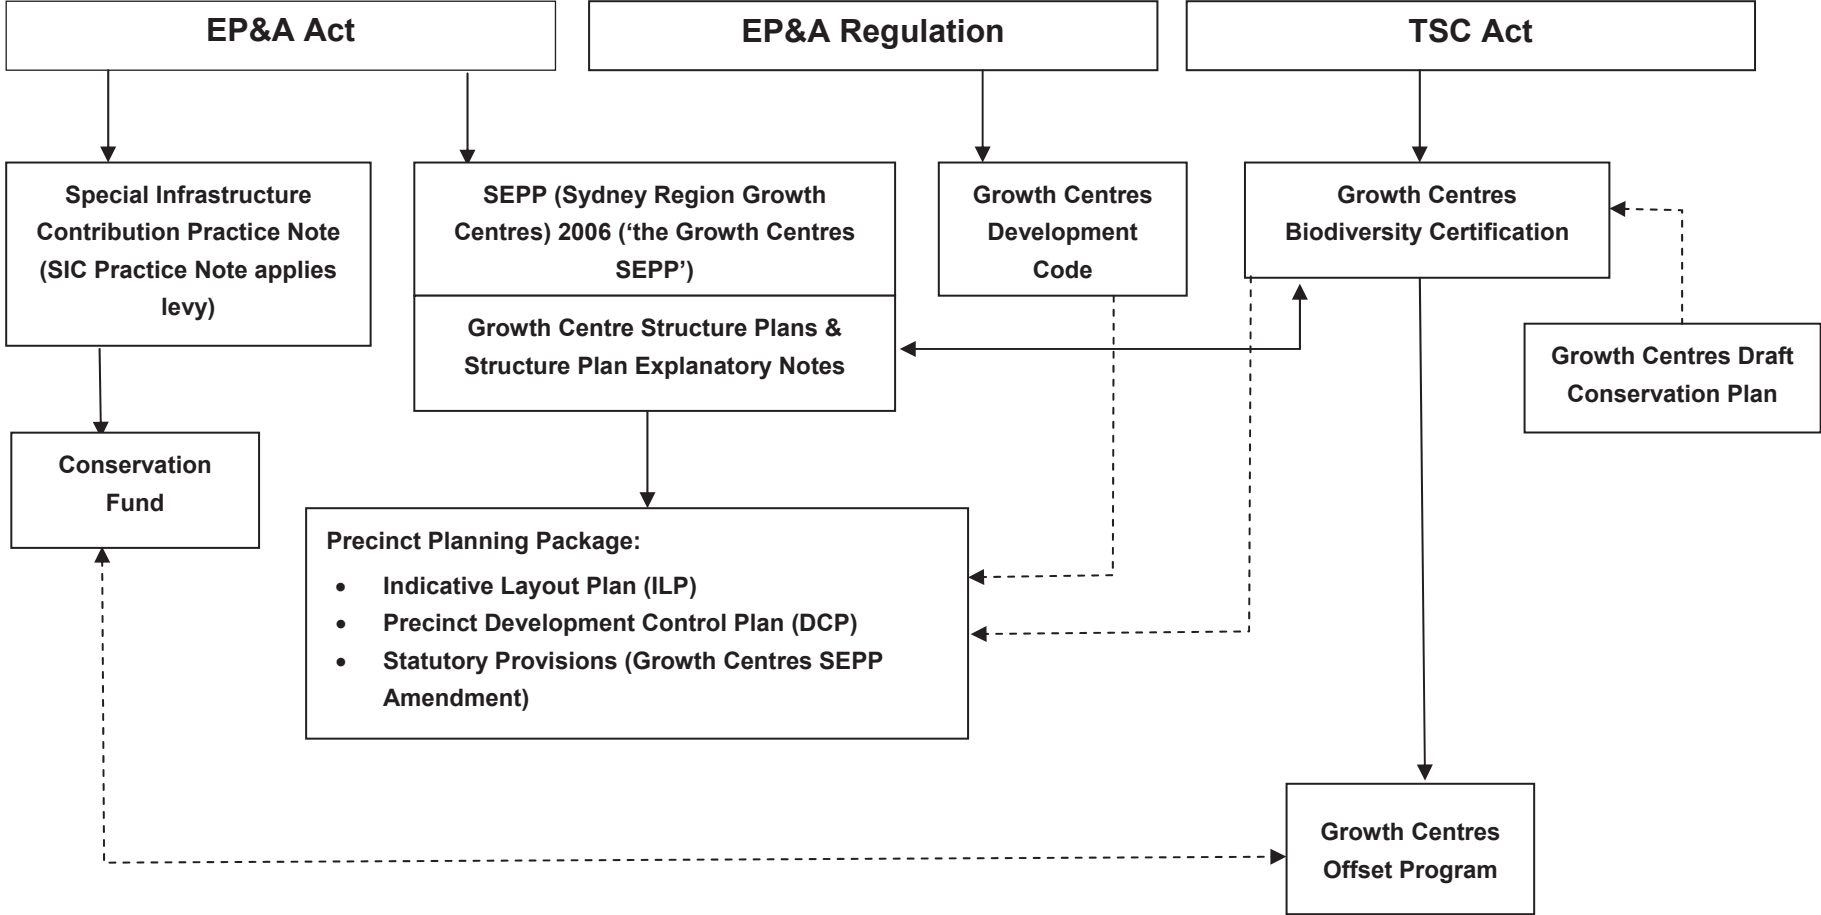 EP&A Act
EP&A Regulation
TSC Act
Special Infrastructure
Contribution Practice Note
(SIC Practice Note applies
levy)
SEPP (Sydney Region Growth
Centres) 2006 (‘the Growth Centres
SEPP’)
Growth Centre Structure Plans &
Structure Plan Explanatory Notes
Growth Centres
Development
Code
Growth Centres
Biodiversity Certification
Growth Centres Draft
Conservation Plan
Conservation
Fund
Precinct Planning Package:
• Indicative Layout Plan (ILP)
• Precinct Development Control Plan (DCP)
• Statutory Provisions (Growth Centres SEPP
Amendment)
Growth Centres
Offset Program